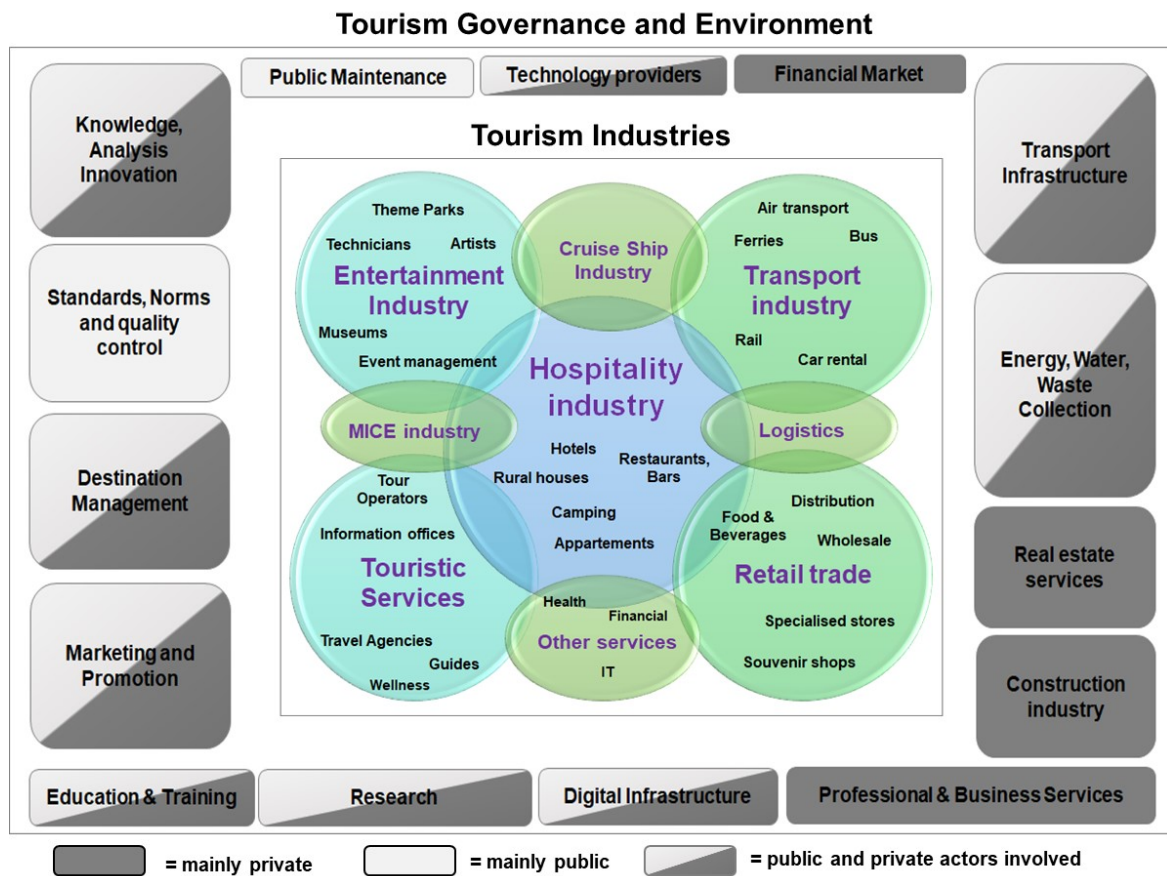 Tourism Governance and Environment
Public Maintenance
Technology providers
Financial Market
Knowledge,
Analysis
Innovation
Standards, Norms
and quality
control
Destination
Management
Marketing and
Promotion
Tourism Industries
Theme Parks
Technicians
Artists
Entertainment
Industry
Museums
Event management
Cruise Ship
Industry
Air transport
Ferries
Bus
Transport
industry
Rail
Car rental
Hospitality
industry
Hotels
Rural houses
Restaurants,
Bars
Camping
Appartements
MICE industry
Logistics
Tour
Operators
Information offices
Touristic
Services
Travel Agencies
Guides
Wellness
Health
Financial
Other services
IT
Distribution
Food &
Beverages
Wholesale
Retail trade
Specialised stores
Souvenir shops
Transport
Infrastructure
Energy, Water,
Waste
Collection
Real estate
services
Construction
industry
Education & Training
Research
Digital Infrastructure
Professional & Business Services
= mainly private
= mainly public
= public and private actors involved